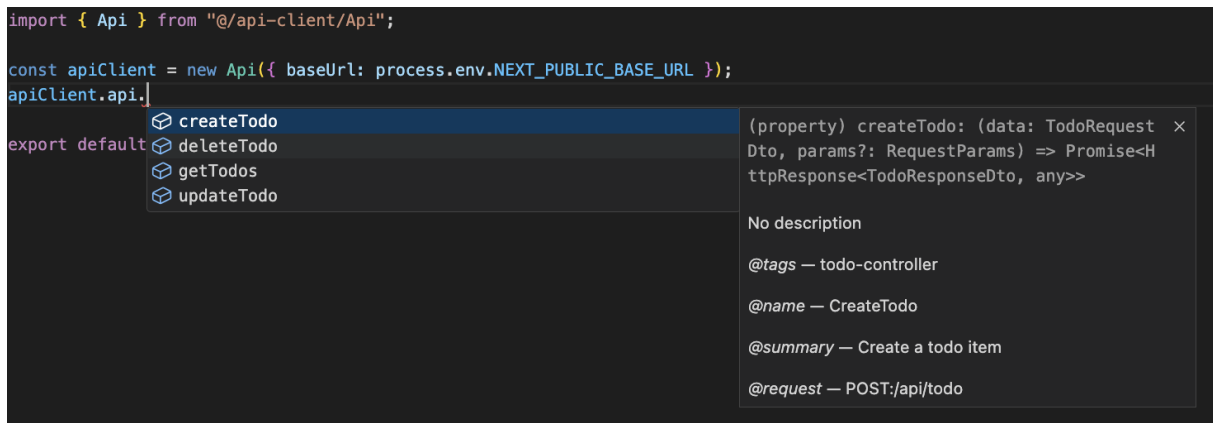 import { Api } from "@/api-client/Api";
const apiClient = new Api({ baseUrl: process.env.NEXT_PUBLIC_BASE_URL });
apiClient.api.
export default
createTodo
deleteTodo
getTodos
updateTodo
(property) createTodo: (data: TodoRequest
Dto, params?: RequestParams) => Promise<H
ttpResponse<TodoResponseDto, any>>
No description
@tags — todo-controller
@name — CreateTodo
@summary — Create a todo item
@request — POST:/api/todo